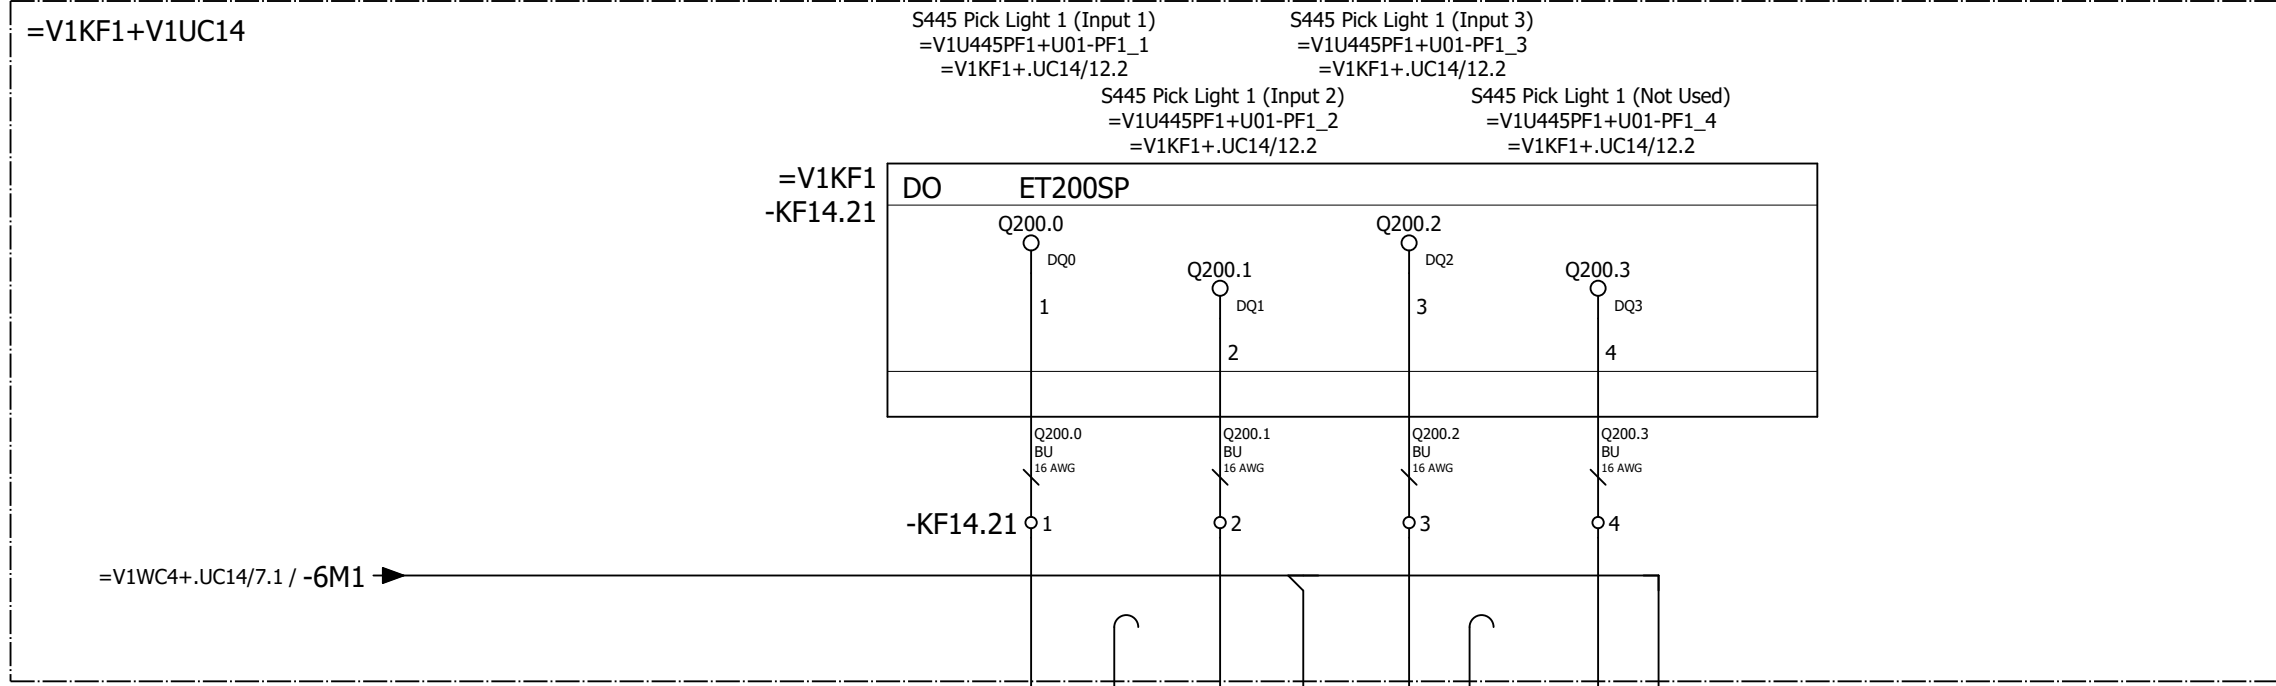 =V1KF1+V1UC14
S445 Pick Light 1 (Input 1)
=V1U445PF1+U01-PF1_1
=V1KF1+.UC14/12.2
S445 Pick Light 1 (Input 3)
=V1U445PF1+U01-PF1_3
=V1KF1+.UC14/12.2
S445 Pick Light 1 (Input 2)
=V1U445PF1+U01-PF1_2
=V1KF1+.UC14/12.2
S445 Pick Light 1 (Not Used)
=V1U445PF1+U01-PF1_4
=V1KF1+.UC14/12.2
=V1KF1
-KF14.21
DO ET200SP
Q200.0
DQ0
1
Q200.1
DQ1
2
Q200.2
DQ2
3
Q200.3
DQ3
4
Q200.0
BU
16 AWG
Q200.1
BU
16 AWG
Q200.2
BU
16 AWG
Q200.3
BU
16 AWG
-KF14.21 1 2 3 4
=V1WC4+.UC14/7.1 / -6M1